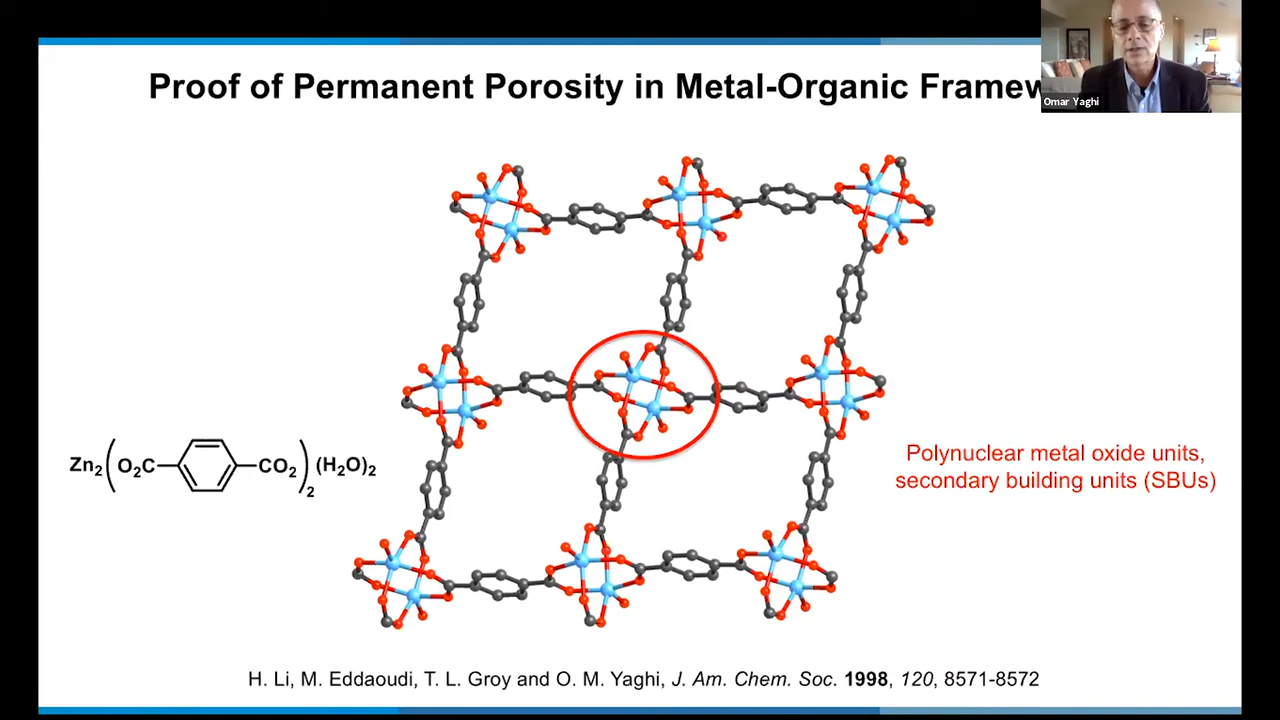 Proof of Permanent Porosity in Metal-Organic Framew
Omar Yaghi
Zn2(O2C—CO2)2(H2O)2
Polynuclear metal oxide units,
secondary building units (SBUs)
H. Li, M. Eddaoudi, T. L. Groy and O. M. Yaghi, J. Am. Chem. Soc. 1998, 120, 8571-8572